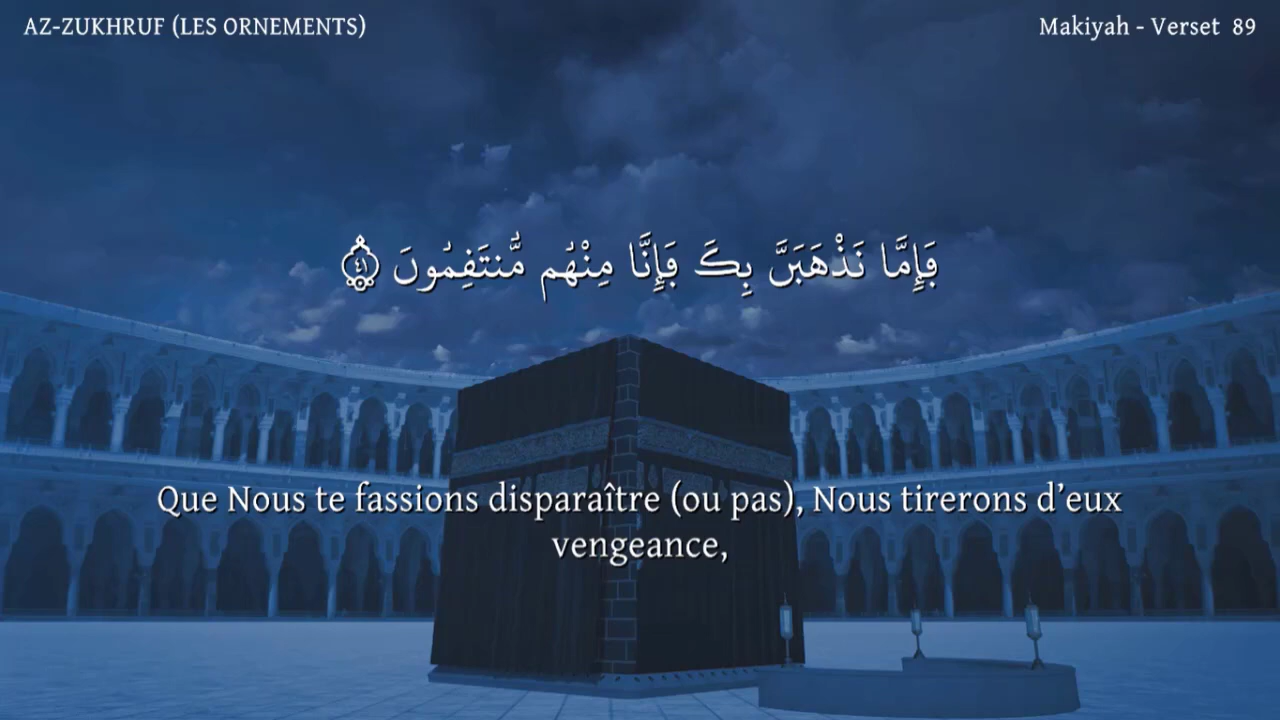 AZ-ZUKHRUF (LES ORNEMENTS)
Makiyah - Verset 89
فَإِمَّا نَذْهَبَنَّ بِكَ فَإِنَّا مِنْهُم مُّنتَقِمُونَ ٤١
Que Nous te fassions disparaître (ou pas), Nous tirerons d’eux
vengeance,